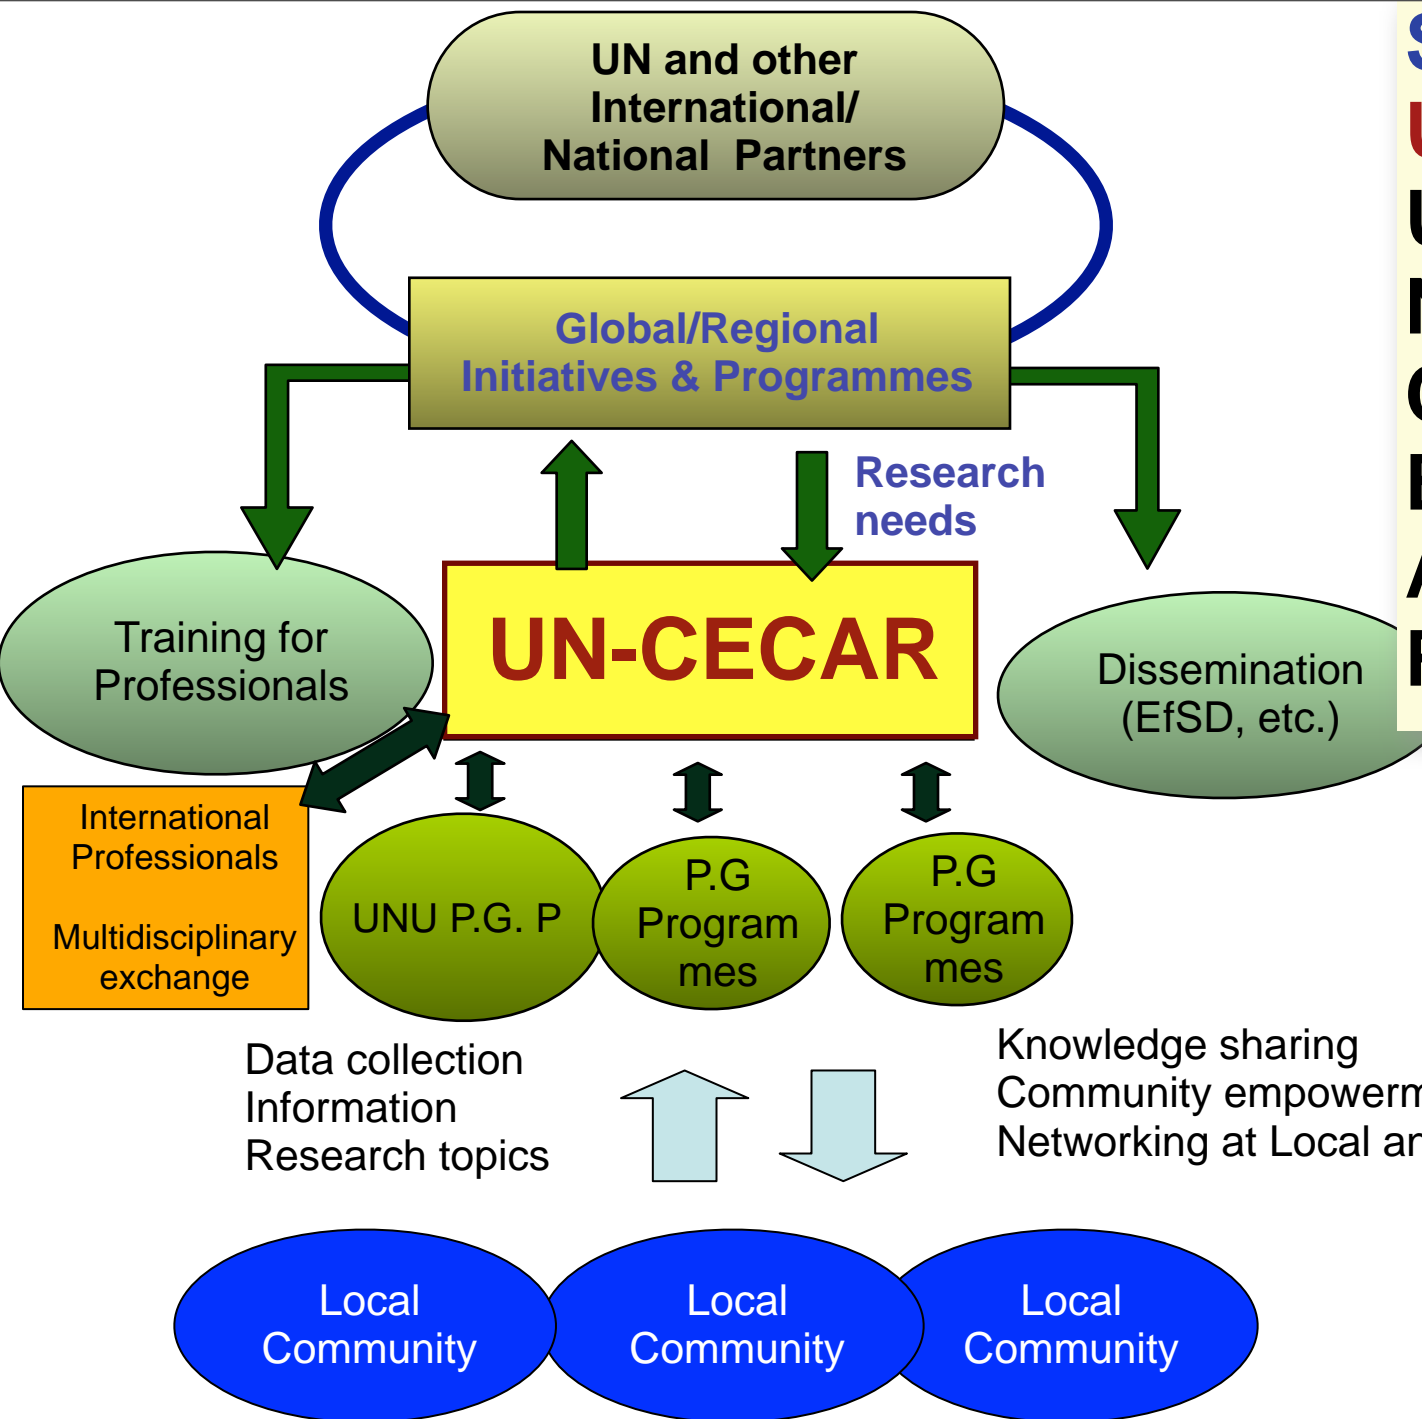 UN and other
International/
National Partners
Global/Regional
Initiatives & Programmes
Research
needs
Training for
Professionals
UN-CECAR
Dissemination
(EfSD, etc.)
International
Professionals
Multidisciplinary
exchange
UNU P.G. P
P.G
Program
mes
P.G
Program
mes
Data collection
Information
Research topics
Knowledge sharing
Community
Networking at Local
Local
Community
Local
Community
Local
Community